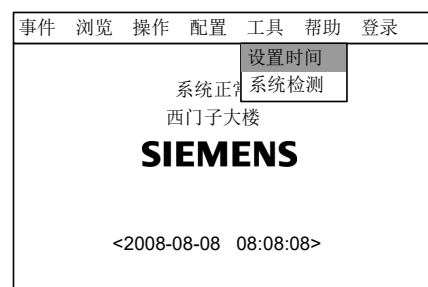 事件 浏览 操作 配置 工具 帮助 登录
设置时间
系统检测
系统正
西门子大楼
SIEMENS
<2008-08-08 08:08:08>